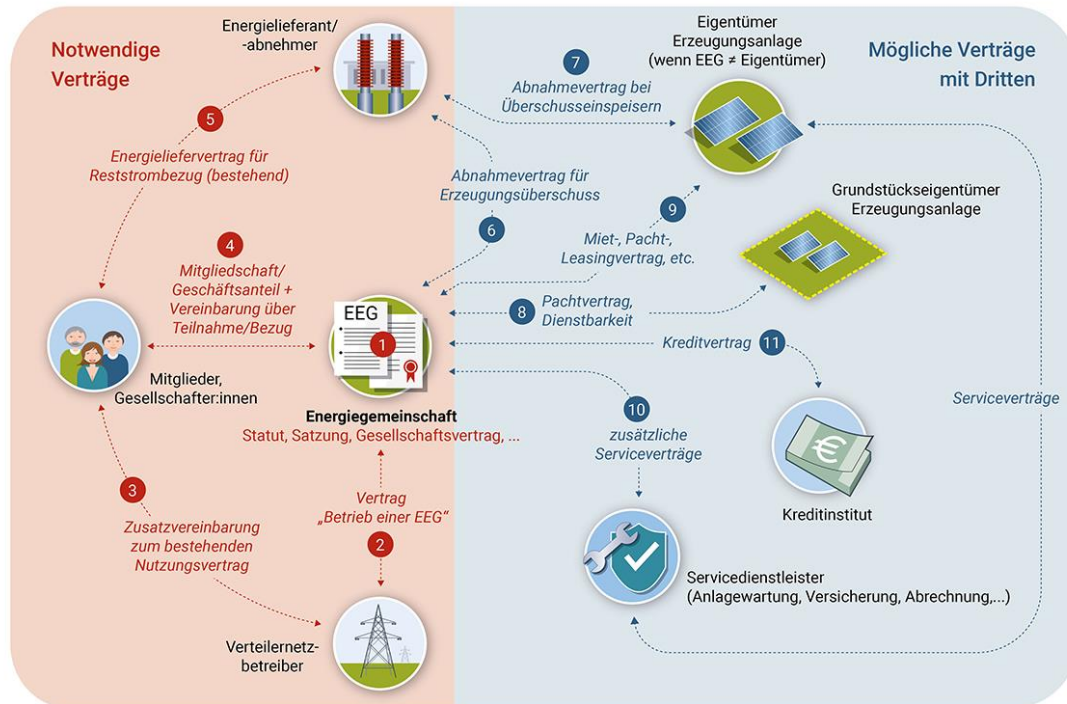 Notwendige
Verträge
Energielieferant/
-abnehmer
Eigentümer
Erzeugungsanlage
(wenn EEG ≠ Eigentümer)
Mögliche Verträge
mit Dritten
7
Abnahmevertrag bei
Überschusseinspeisern
5
Energieliefervertrag für
Reststrombezug (bestehend)
Abnahmevertrag für
Erzeugungsüberschuss
6
9
Miet-, Pacht-,
Leasingvertrag, etc.
Grundstückseigentümer
Erzeugungsanlage
4
Mitgliedschaft/
Geschäftsanteil +
Vereinbarung über
Teilnahme/Bezug
EEG
1
8
Pachtvertrag,
Dienstbarkeit
Kreditvertrag
11
Mitglieder,
Gesellschafter:innen
Energiegemeinschaft
Statut, Satzung, Gesellschaftsvertrag, ...
10
zusätzliche
Serviceverträge
Serviceverträge
€
Kreditinstitut
3
Zusatzvereinbarung
zum bestehenden
Nutzungsvertrag
Vertrag
„Betrieb einer EEG“
2
Servicedienstleister
(Anlagewartung, Versicherung, Abrechnung,...)
Verteilernetz-
betreiber